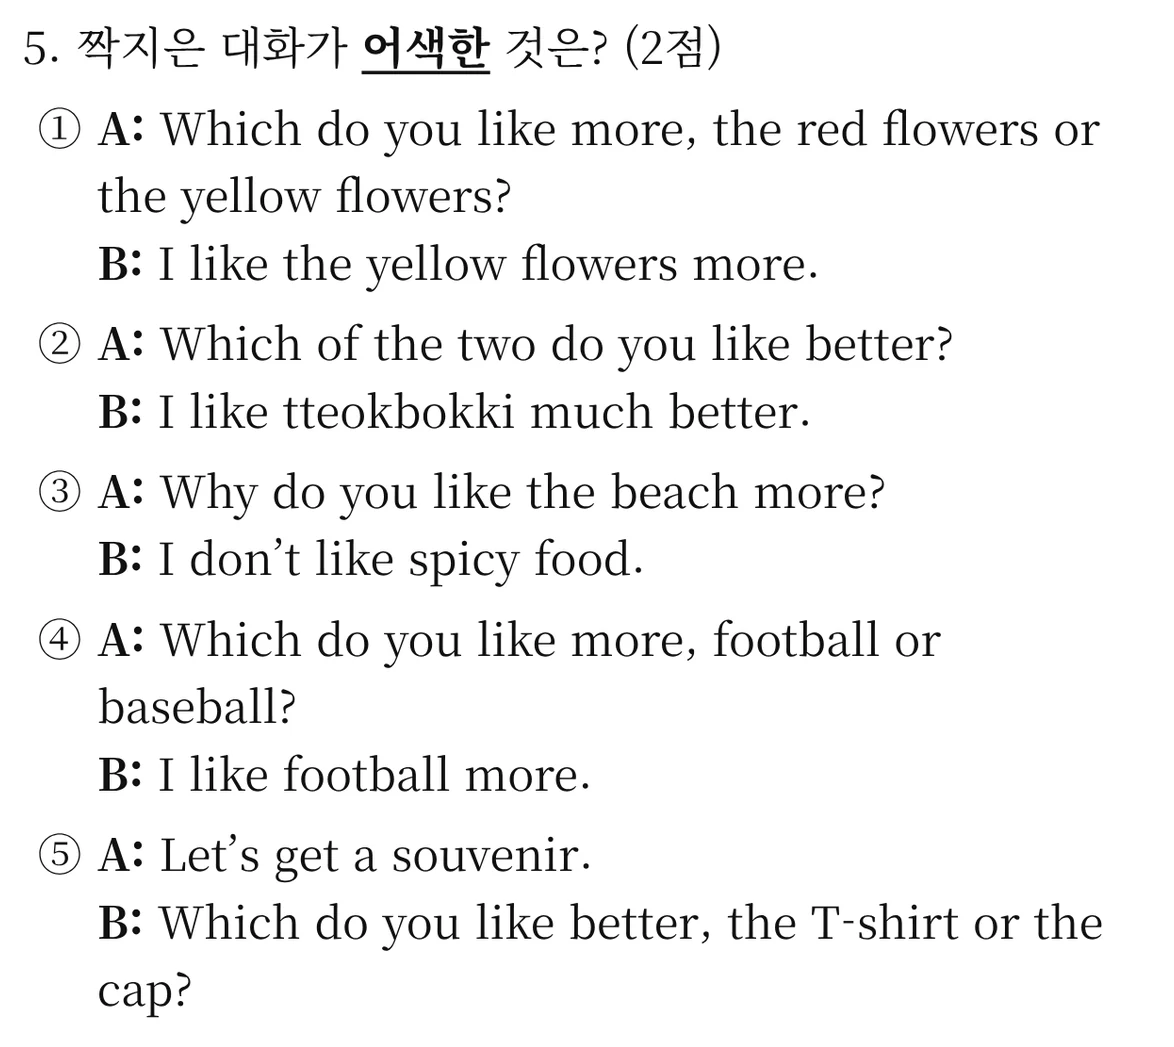 5. 짝지은 대화가 어색한 것은? (2점)
① A: Which do you like more, the red flowers or
the yellow flowers?
B: I like the yellow flowers more.
② A: Which of the two do you like better?
B: I like tteokbokki much better.
③ A: Why do you like the beach more?
B: I don’t like spicy food.
④ A: Which do you like more, football or
baseball?
B: I like football more.
⑤ A: Let’s get a souvenir.
B: Which do you like better, the T-shirt or the
cap?